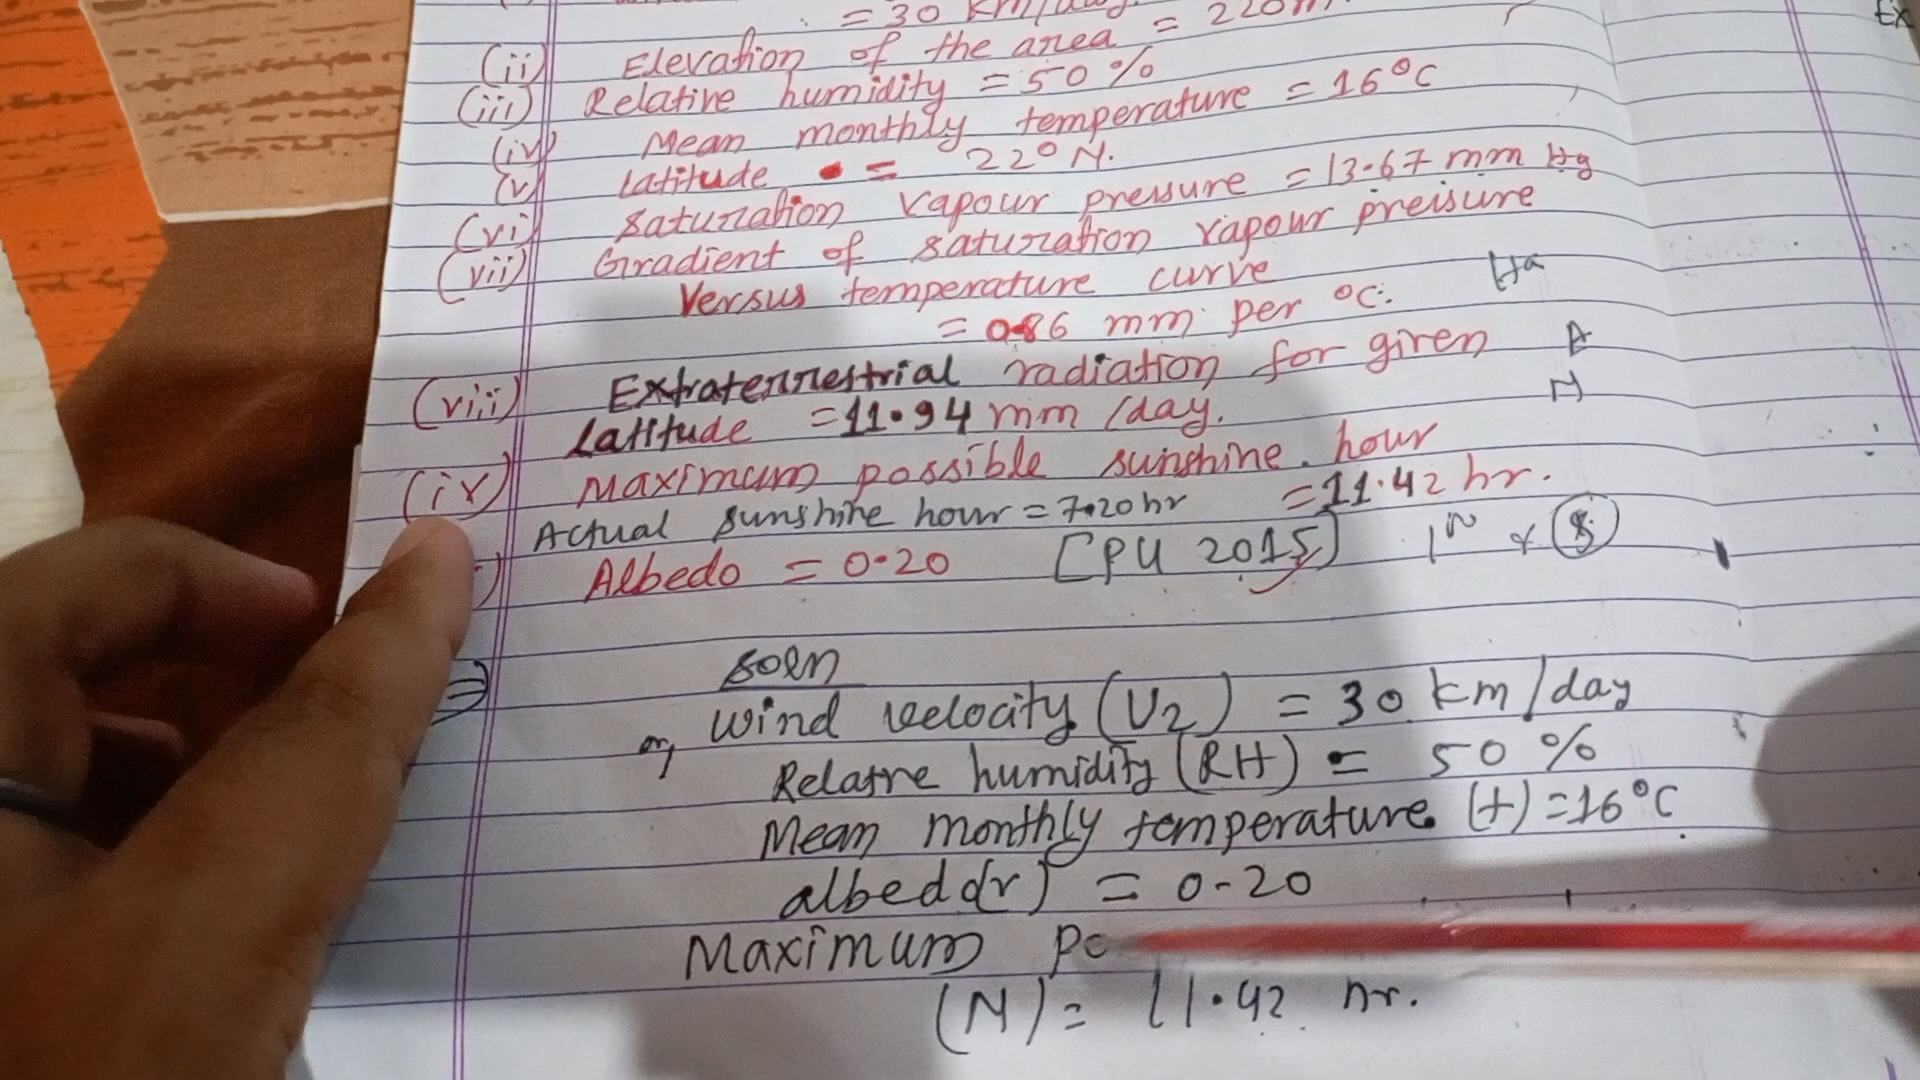 = 30 km/day
(ii) Elevation of the area = 220m
(iii) Relative humidity = 50%
(iv) Mean monthly temperature = 16°C
(v) latitude = 22° N.
(vi) saturation vapour pressure = 13.67 mm Hg
(vii) Gradient of saturation vapour preisure
Versus temperature curve
= 0.86 mm per °C.
Ha
(viii) Extraterrestrial radiation for given
A
Latitude = 11.94 mm /day.
N
(ix) Maximum possible sunshine. hour
= 11.42 hr.
Actual sunshine hour = 7.20 hr
Albedo = 0.20 [PU 2015]
soln
wind velocity (U2) = 30 km/day
Relative humidity (RH) = 50 %
Mean monthly temperature (t) = 16°C
albedo(r) = 0.20
Maximum
(N) = 11.42 hr.
Ex